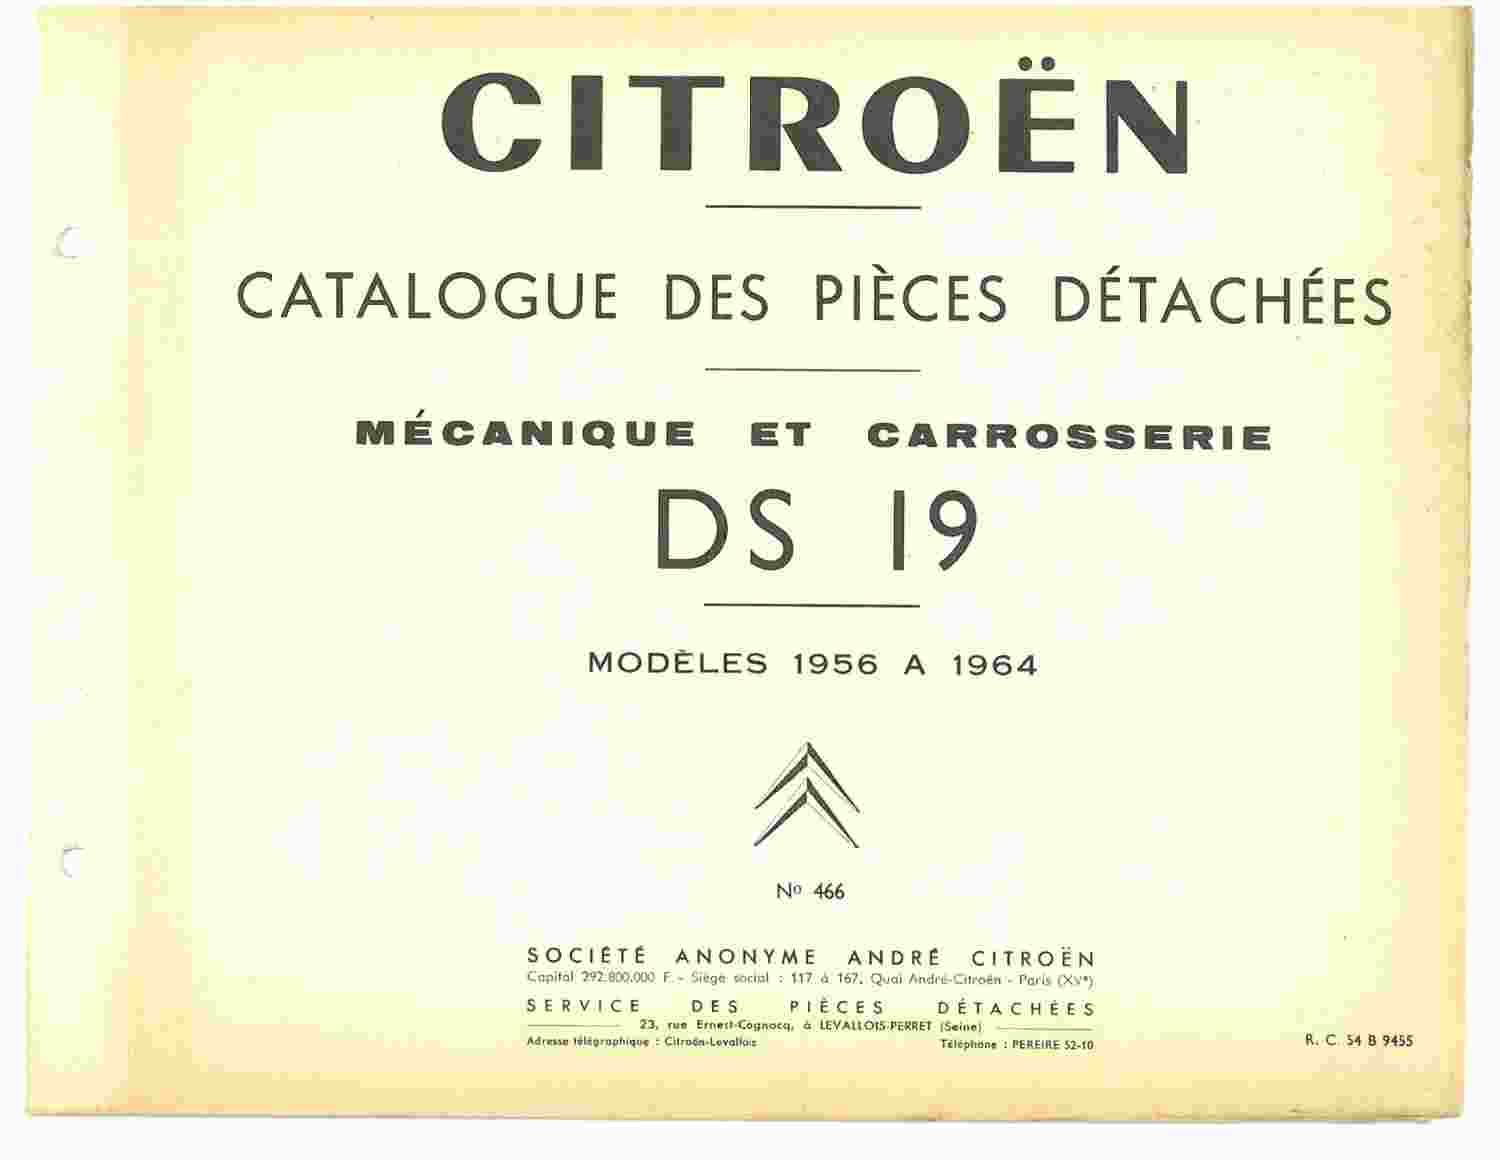 CITROËN
CATALOGUE DES PIÈCES DÉTACHÉES
MÉCANIQUE ET CARROSSERIE
DS 19
MODÈLES 1956 A 1964
Nº 466
SOCIÉTÉ ANONYME ANDRÉ CITROËN
Capital 292.800.000 F. - Siège social : 117 à 167, Quai André-Citroën - Paris (XVᵉ)
SERVICE DES PIÈCES DÉTACHÉES
23, rue Ernest-Cognacq, à LEVALLOIS-PERRET (Seine)
Adresse télégraphique : Citroën-Levallois
Téléphone : PEREIRE 52-10
R. C. 54 B 9455